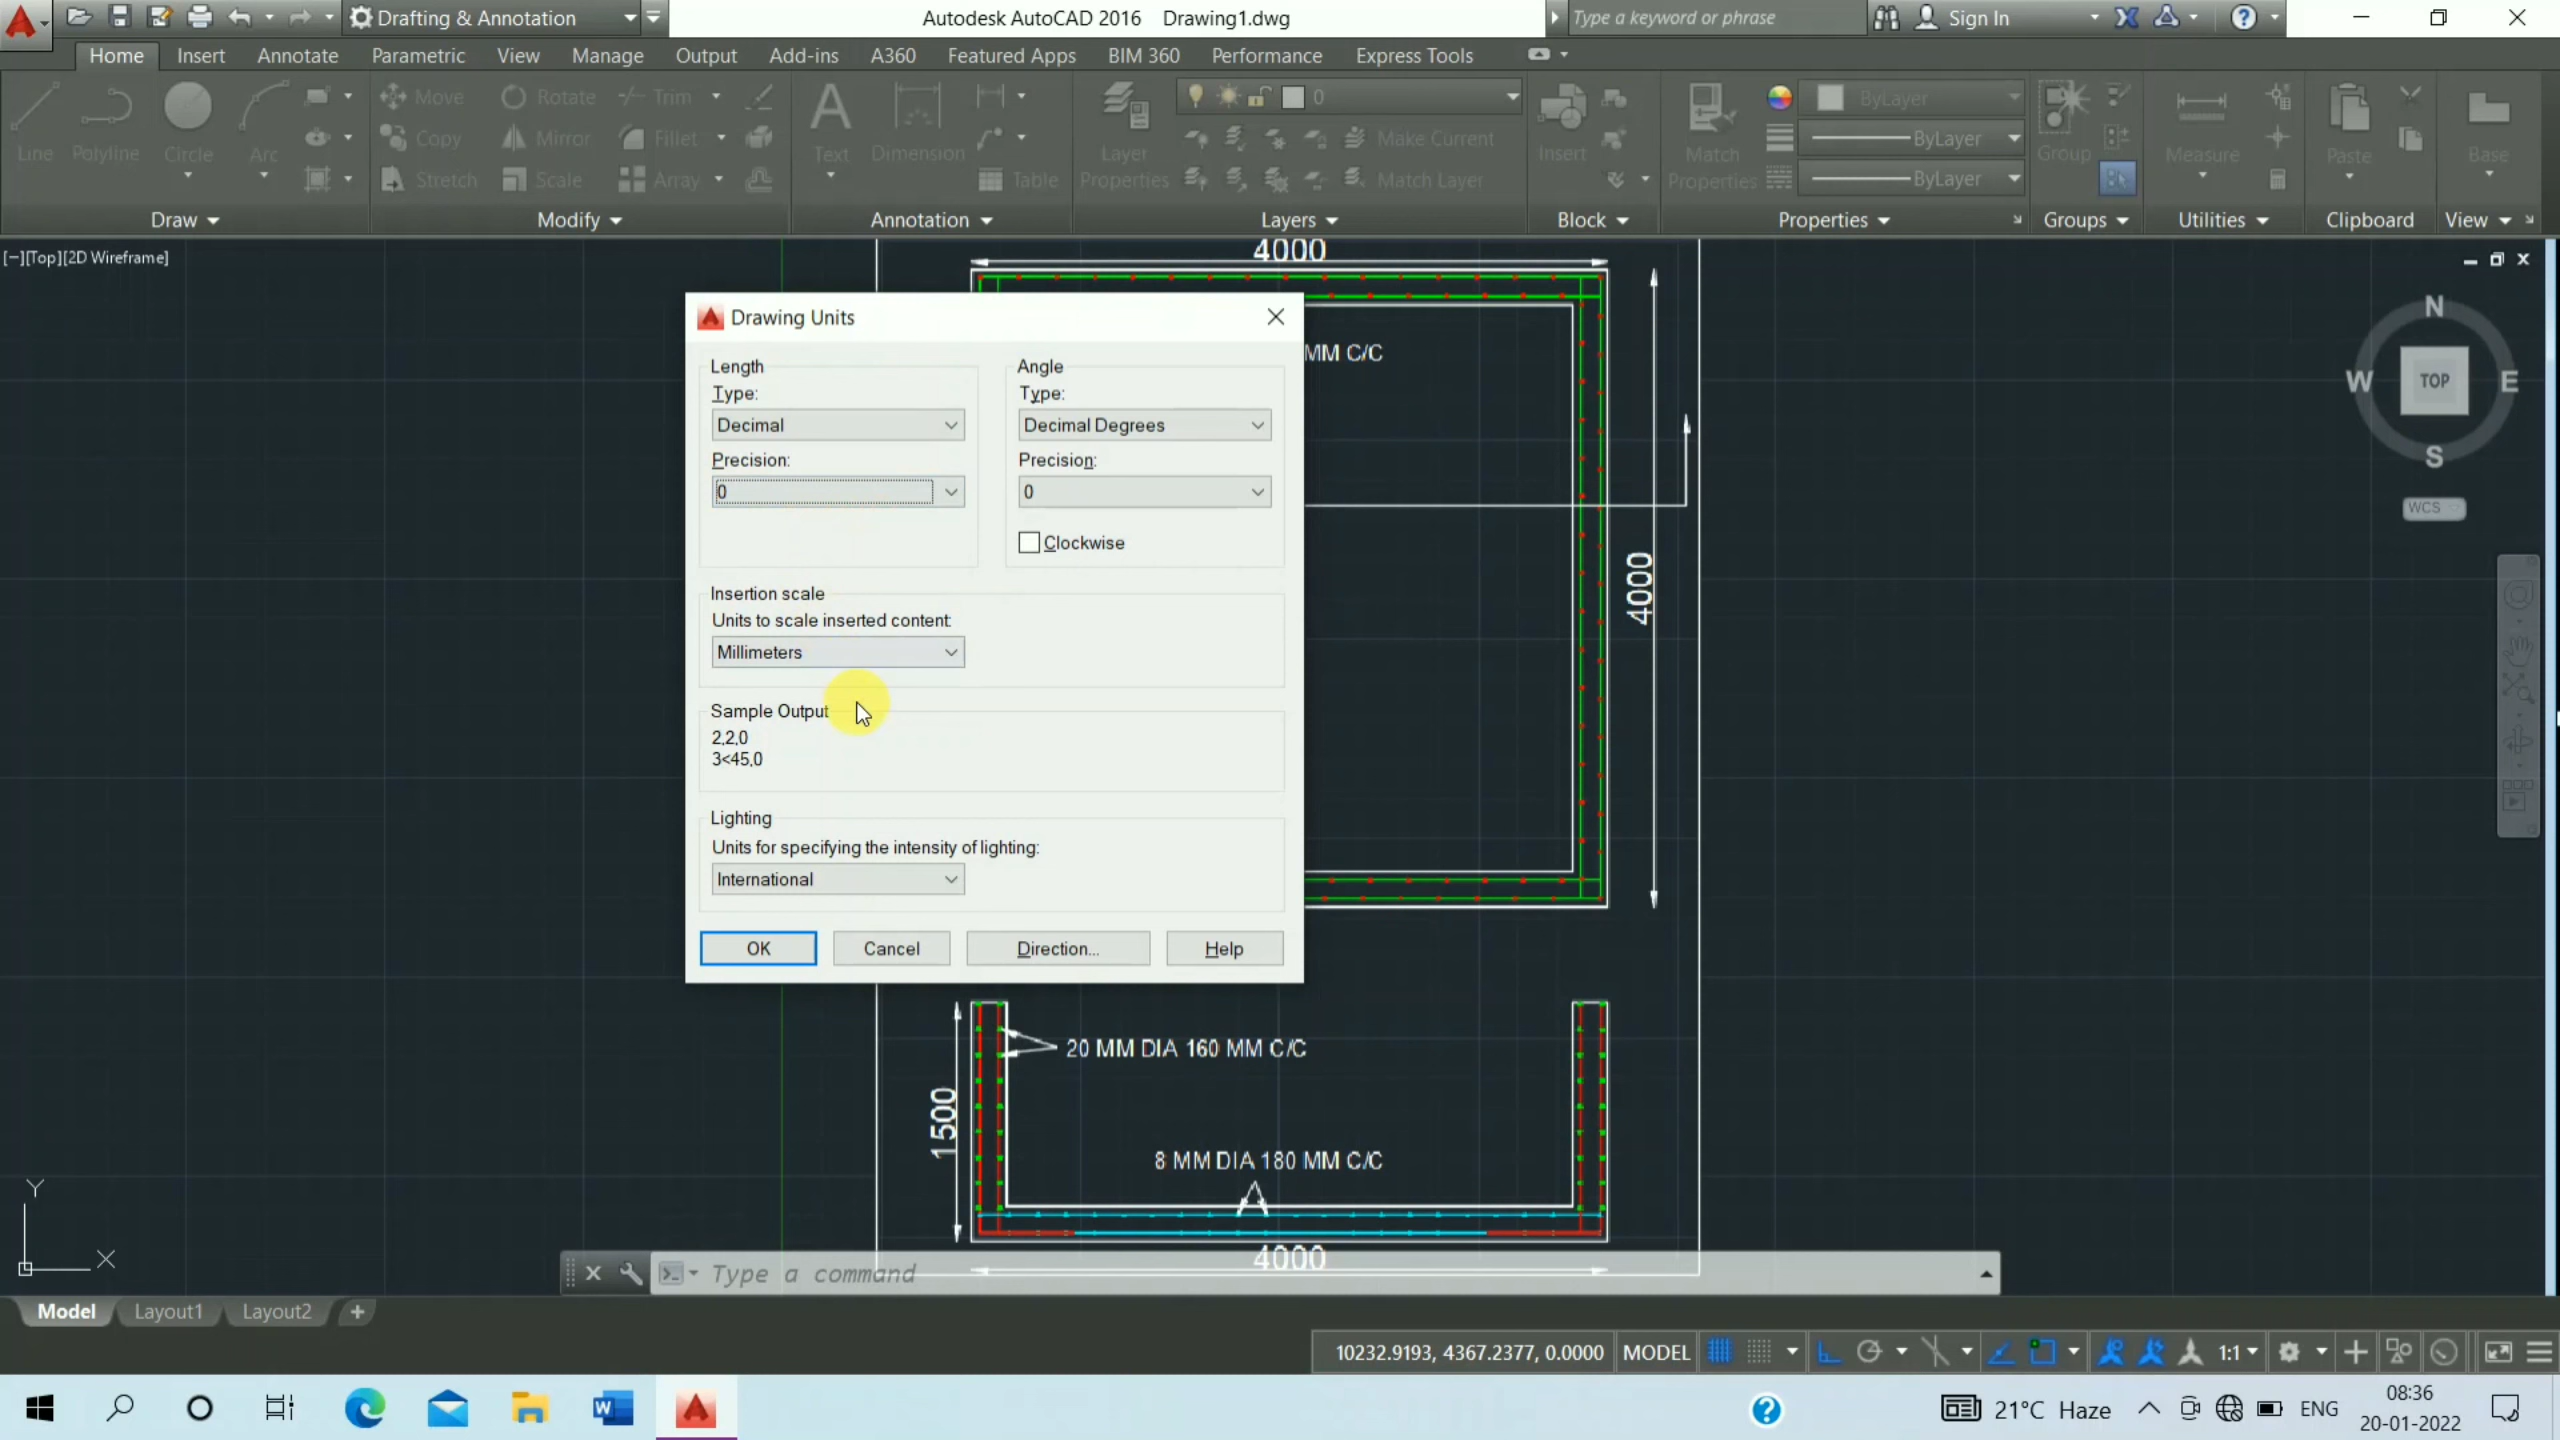 Drafting & Annotation
Autodesk AutoCAD 2016 Drawing1.dwg
Type a keyword or phrase
Sign In
Home Insert Annotate Parametric View Manage Output Add-ins A360 Featured Apps BIM 360 Performance Express Tools
Line Polyline Circle Arc
Move Rotate Trim
Copy Mirror Fillet
Stretch Scale Array
Text Dimension Table
Layer Properties
0
Make Current
Match Layer
Insert
Match Properties
ByLayer
ByLayer
ByLayer
Group
Measure
Paste
Base
Draw Modify Annotation Layers Block Properties Groups Utilities Clipboard View
[−][Top][2D Wireframe]
4000
Drawing Units
Length
Type:
Decimal
Precision:
0
Angle
Type:
Decimal Degrees
Precision:
0
Clockwise
Insertion scale
Units to scale inserted content:
Millimeters
Sample Output
2,2,0
3<45,0
Lighting
Units for specifying the intensity of lighting:
International
OK Cancel Direction... Help
MM C/C
4000
N
W TOP E
S
WCS
20 MM DIA 160 MM C/C
1500
8 MM DIA 180 MM C/C
4000
Y
X
Type a command
Model Layout1 Layout2
10232.9193, 4367.2377, 0.0000 MODEL 1:1
21°C Haze ENG
08:36
20-01-2022